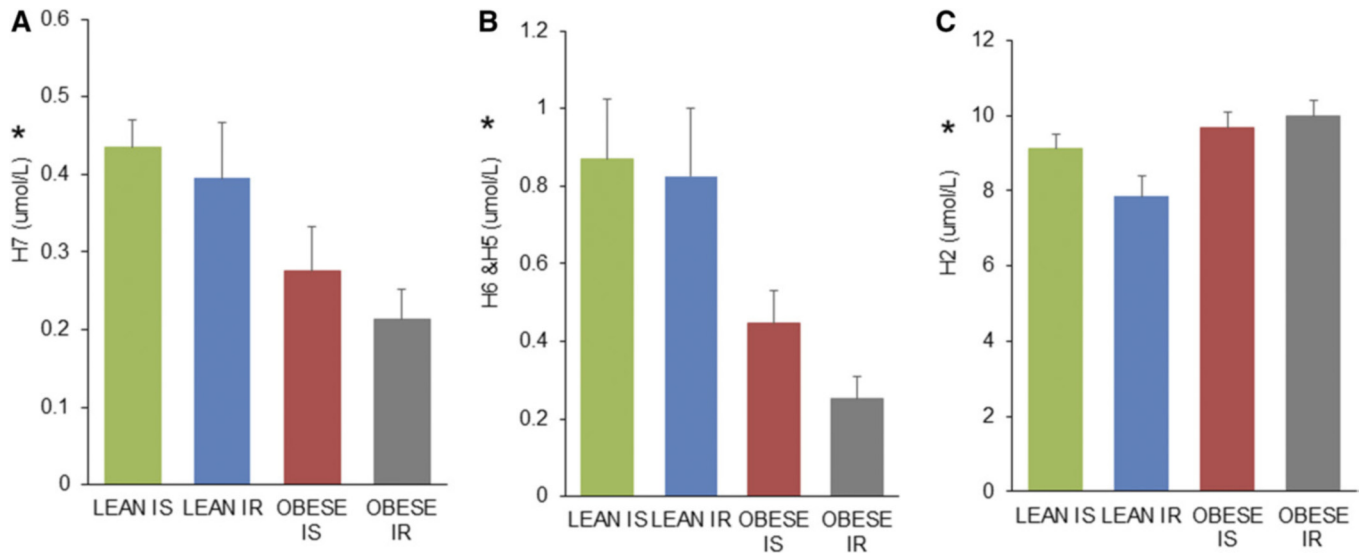 A
H7 (umol/L) *
0.6
0.5
0.4
0.3
0.2
0.1
0
LEAN IS
LEAN IR
OBESE
IS
OBESE
IR
B
H6 &H5 (umol/L) *
1.2
1
0.8
0.6
0.4
0.2
0
LEAN IS
LEAN IR
OBESE
IS
OBESE
IR
C
H2 (umol/L) *
12
10
8
6
4
2
0
LEAN IS
LEAN IR
OBESE
IS
OBESE
IR